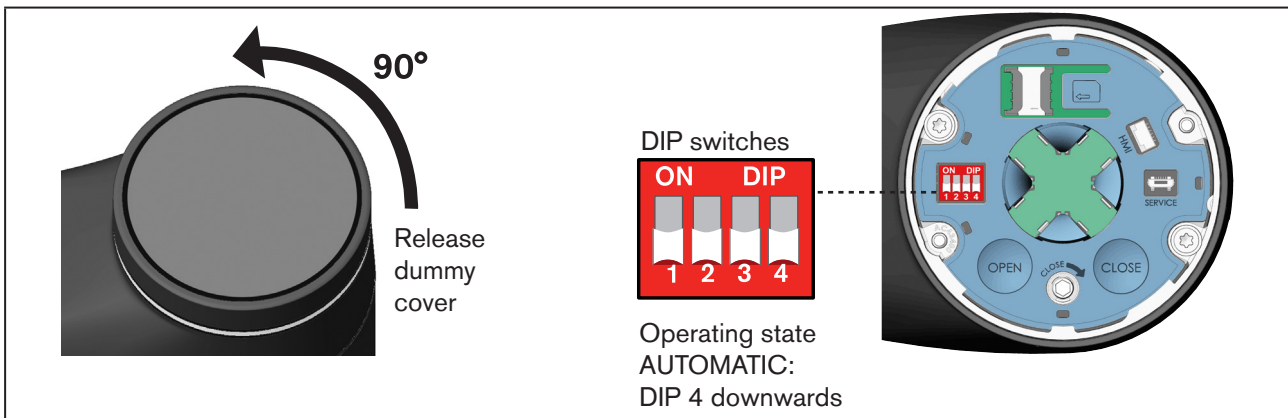 90°
Release
dummy
cover
DIP switches
ON DIP
1 2 3 4
Operating state
AUTOMATIC:
DIP 4 downwards
HMI
ON DIP
1 2 3 4
SERVICE
OPEN
CLOSE
CLOSE